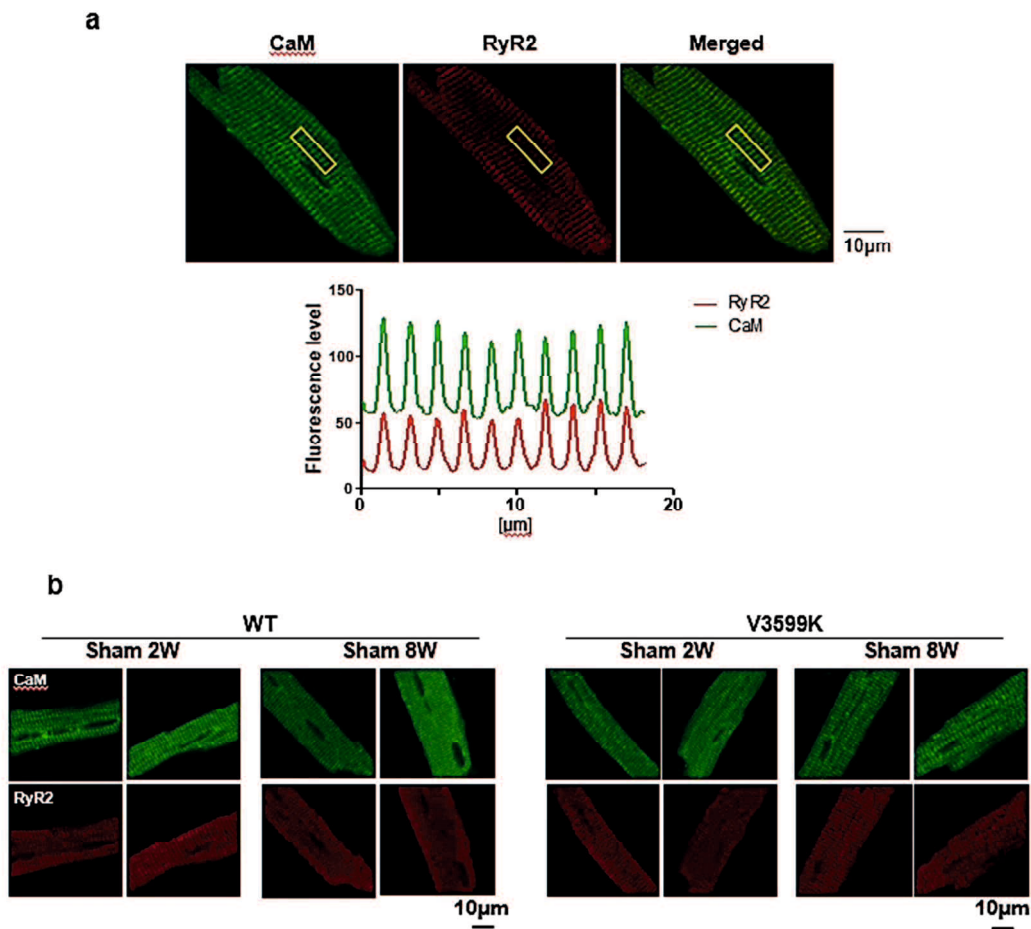 a
CaM RyR2 Merged
10μm
150
100
50
0
Fluorescence level
RyR2
CaM
0 10 20
[μm]
b
WT V3599K
Sham 2W Sham 8W Sham 2W Sham 8W
CaM
RyR2
10μm 10μm